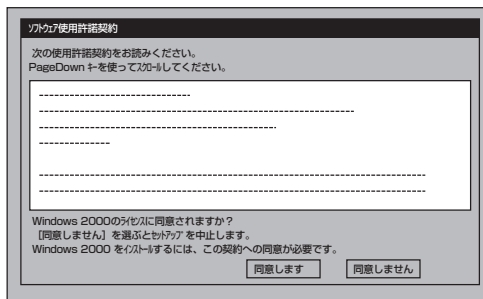 ｿﾌﾄｳｪｱ使用許諾契約
次の使用許諾契約をお読みください。
PageDown ｷｰを使ってｽｸﾛｰﾙしてください。
Windows 2000のﾗｲｾﾝｽに同意されますか？
［同意しません］を選ぶとｾｯﾄｱｯﾌﾟを中止します。
Windows 2000 をｲﾝｽﾄｰﾙするには、この契約への同意が必要です。
同意します 同意しません